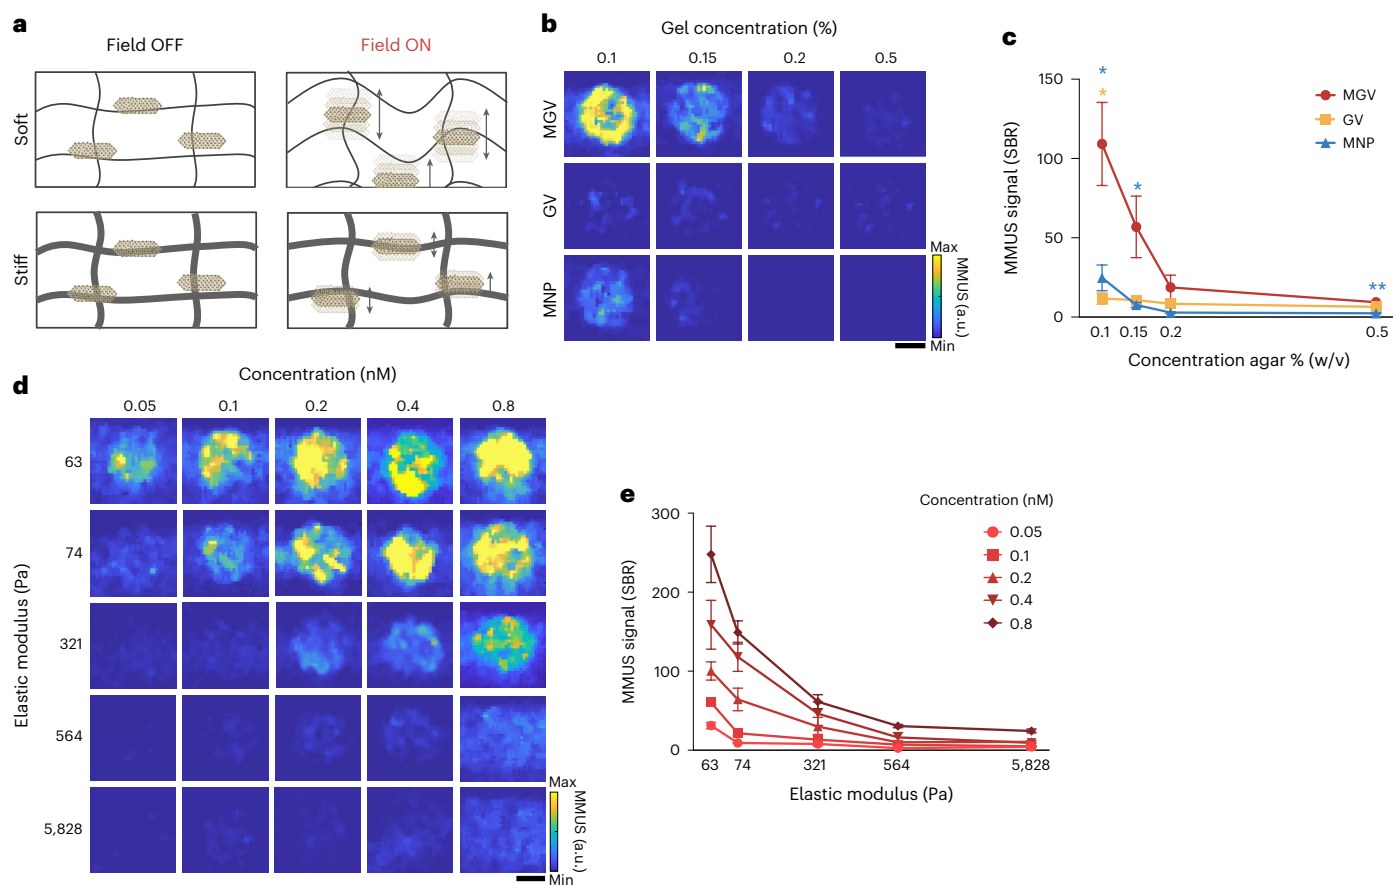 a
Field OFF
Field ON
Soft
Stiff
b
Gel concentration (%)
0.1
0.15
0.2
0.5
MGV
GV
MNP
Max
MMUS (a.u.)
Min
c
MMUS signal (SBR)
150
100
50
0
*
*
*
**
MGV
GV
MNP
0.1
0.15
0.2
0.5
Concentration agar % (w/v)
d
Concentration (nM)
0.05
0.1
0.2
0.4
0.8
Elastic modulus (Pa)
63
74
321
564
5,828
Max
MMUS (a.u.)
Min
e
Concentration (nM)
0.05
0.1
0.2
0.4
0.8
MMUS signal (SBR)
300
200
100
0
63
74
321
564
5,828
Elastic modulus (Pa)